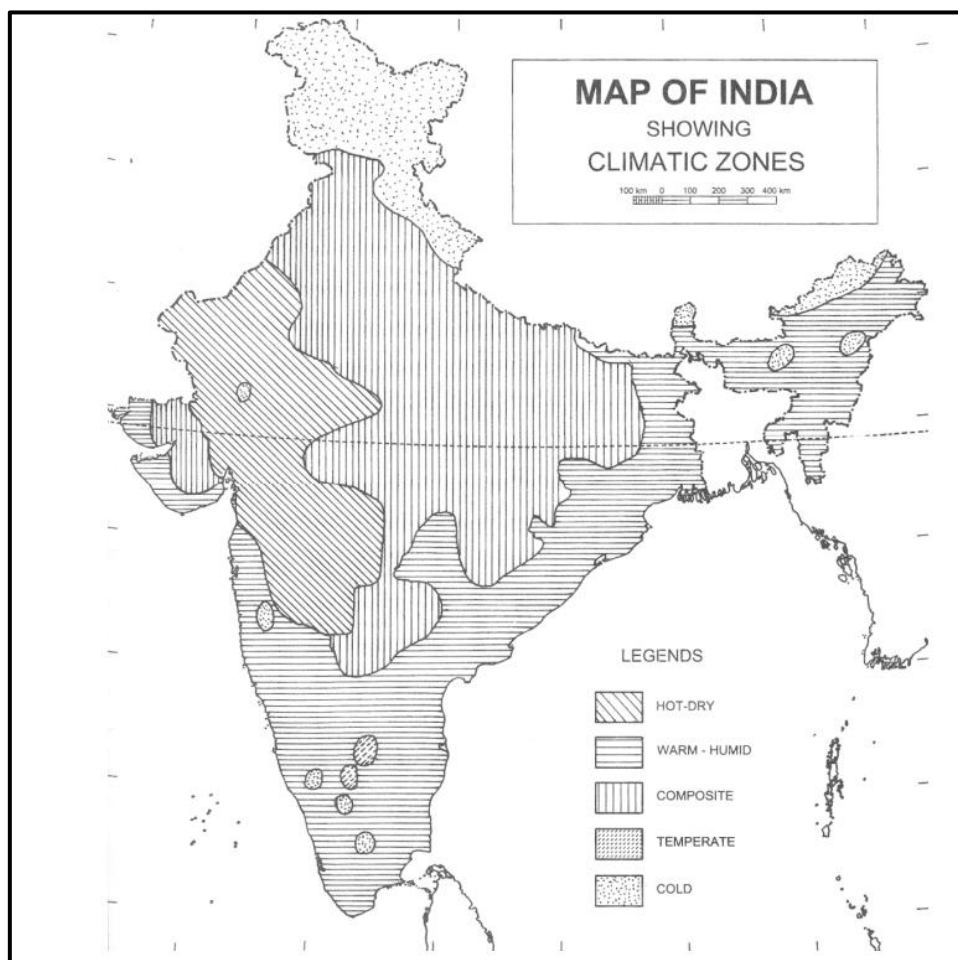 MAP OF INDIA
SHOWING
CLIMATIC ZONES
100 km 0 100 200 300 400 km
LEGENDS
HOT-DRY
WARM - HUMID
COMPOSITE
TEMPERATE
COLD